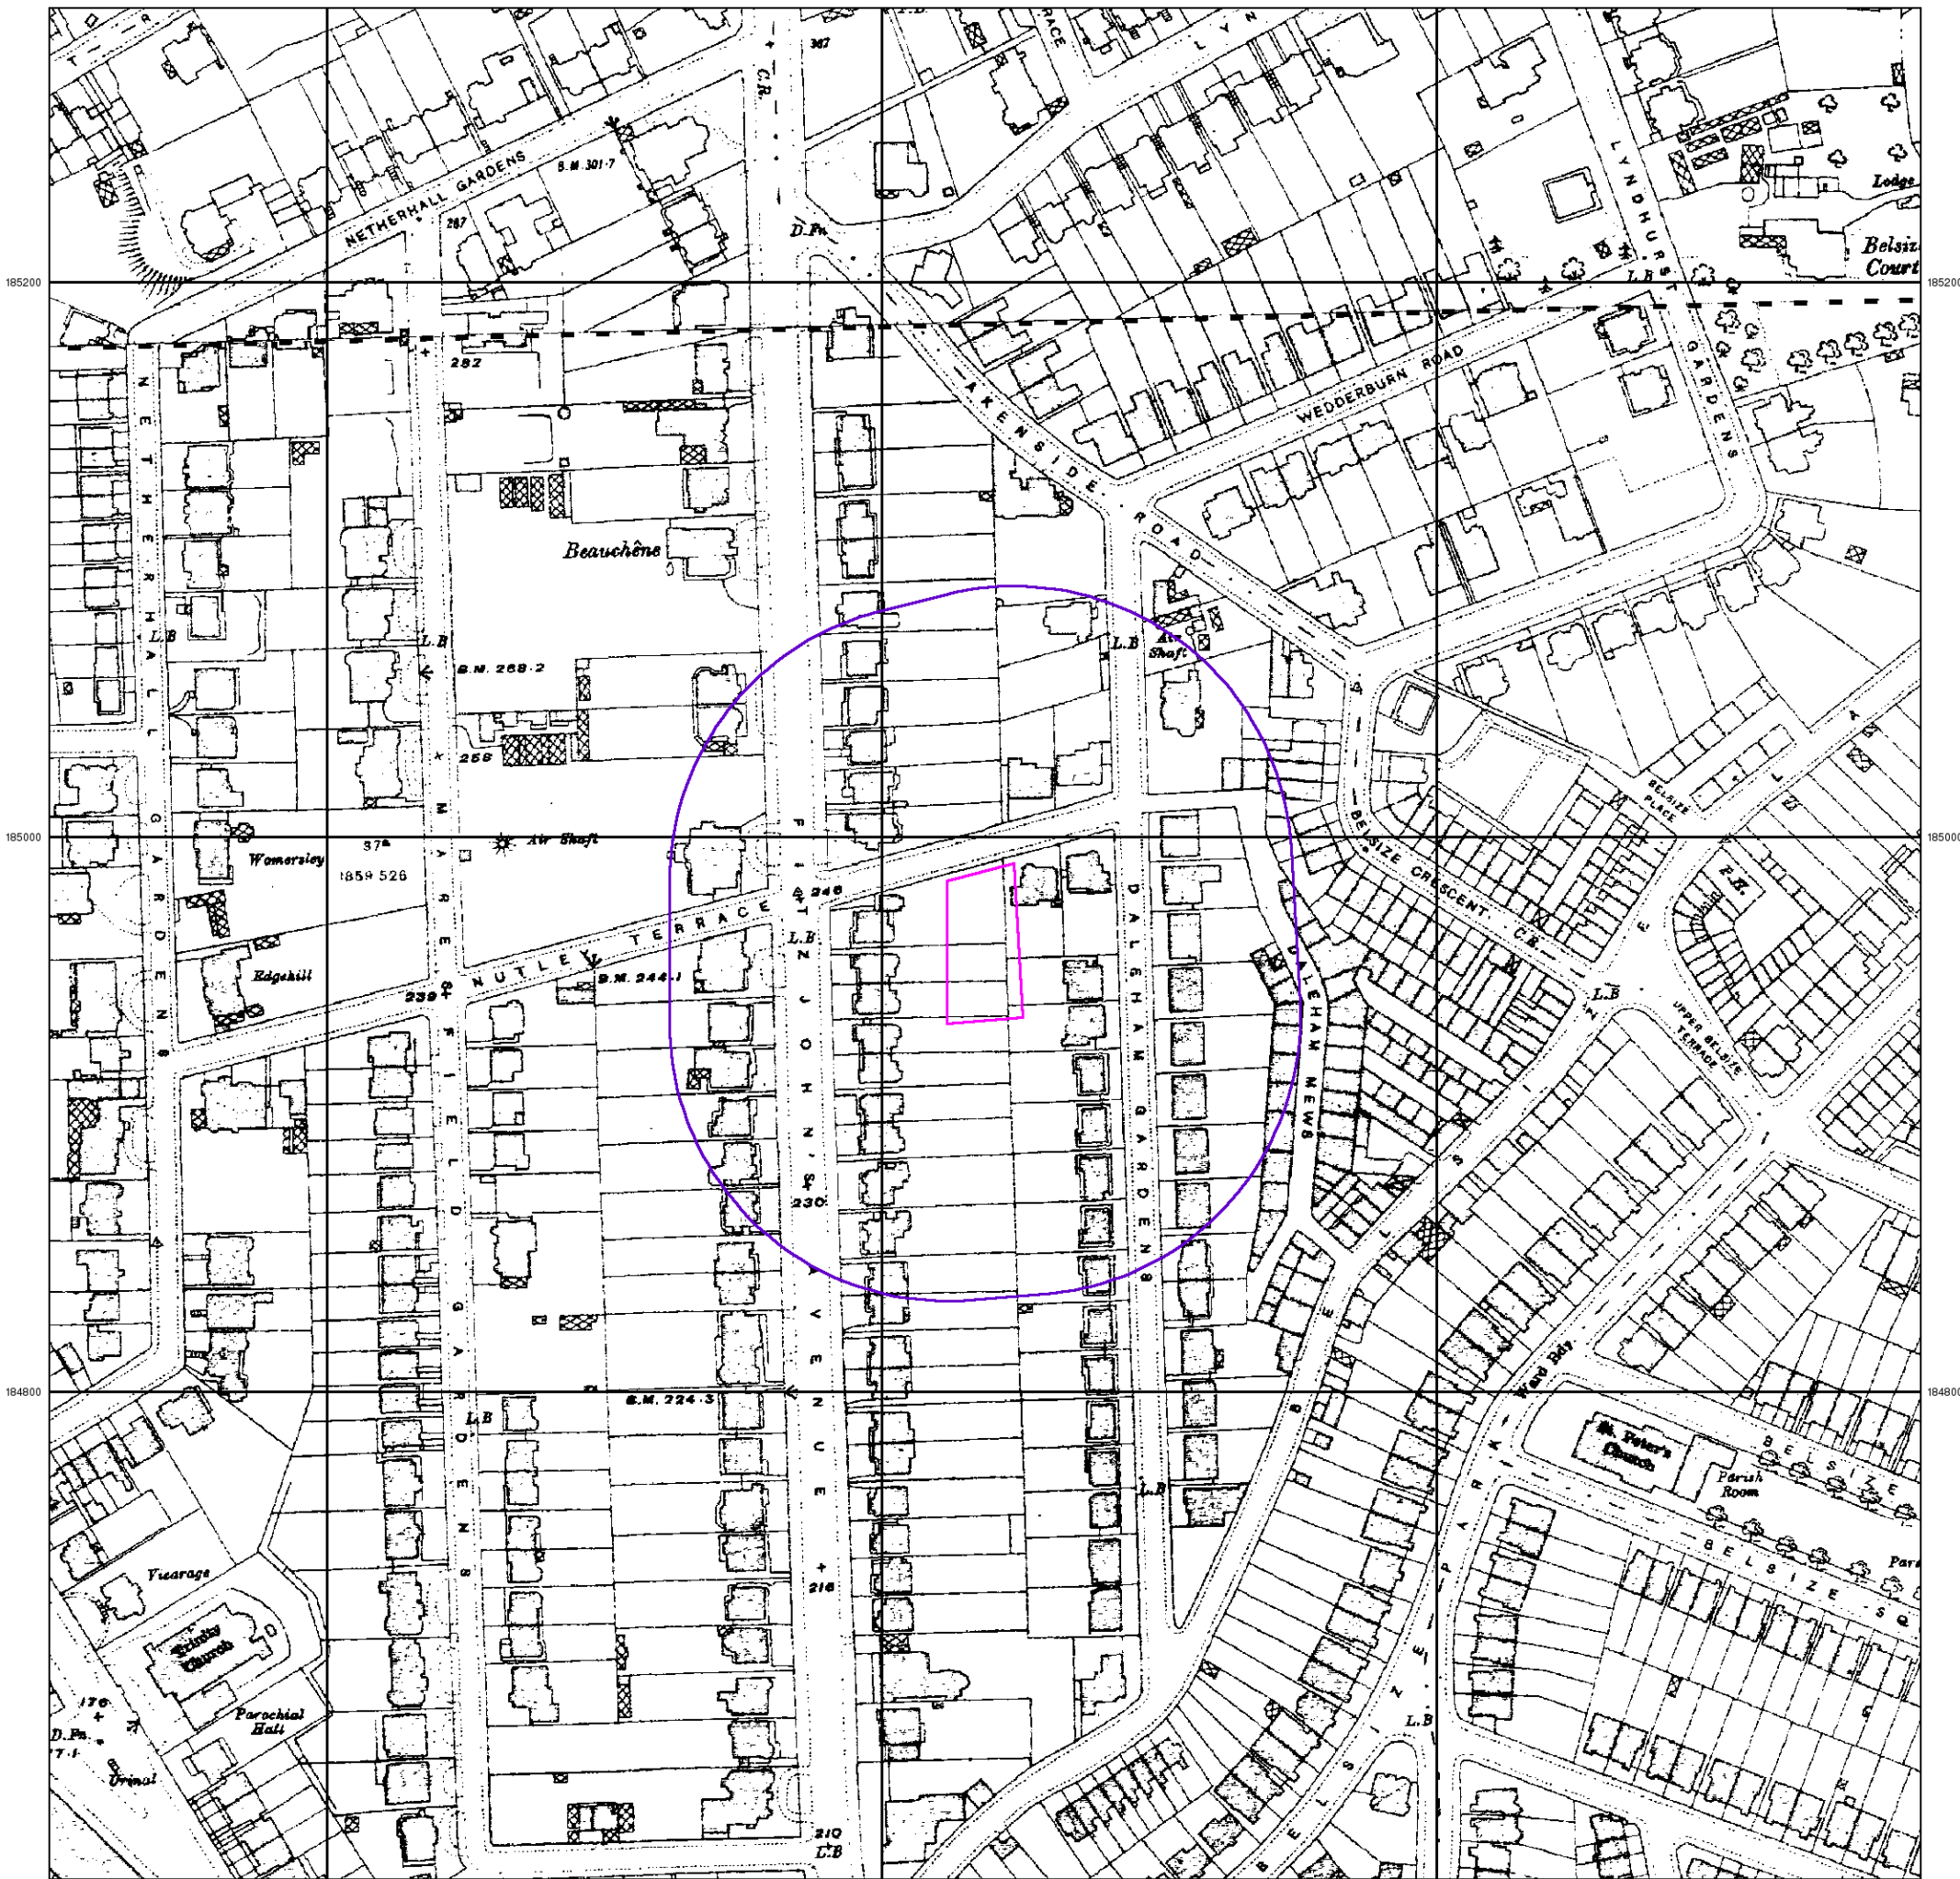 367
C.R.
NETHERHALL GARDENS
B.M. 301·7
287
D.Fn.
LYNDHURST GARDENS
Lodge
L.B
185200
185200
282
AKENSIDE ROAD
WEDDERBURN ROAD
NETHERHALL GARDENS
Beauchêne
L.B
L.B
B.M. 268·2
L.B
Air
Shaft
258
BELSIZE
PLACE
185000
185000
Womersley
37a
1859·526
Air Shaft
P.H.
BELSIZE CRESCENT
C.R.
246
L.B
NUTLEY TERRACE
Edgehill
239
B.M. 244·1
L.B
UPPER BELSIZE
TERRACE
MARESFIELD GARDENS
FITZJOHN'S AVENUE
DALEHAM GARDENS
DALEHAM MEWS
230
Ward Bdy
184800
184800
B.M. 224·3
L.B
St. Peter's
Church
Parish
Room
BELSIZE
L.B
BELSIZE SQ
216
Vicarage
Trinity
Church
Parochial
Hall
176
D.Fn.
Urinal
BELSIZE PARK
L.B
210
L.B